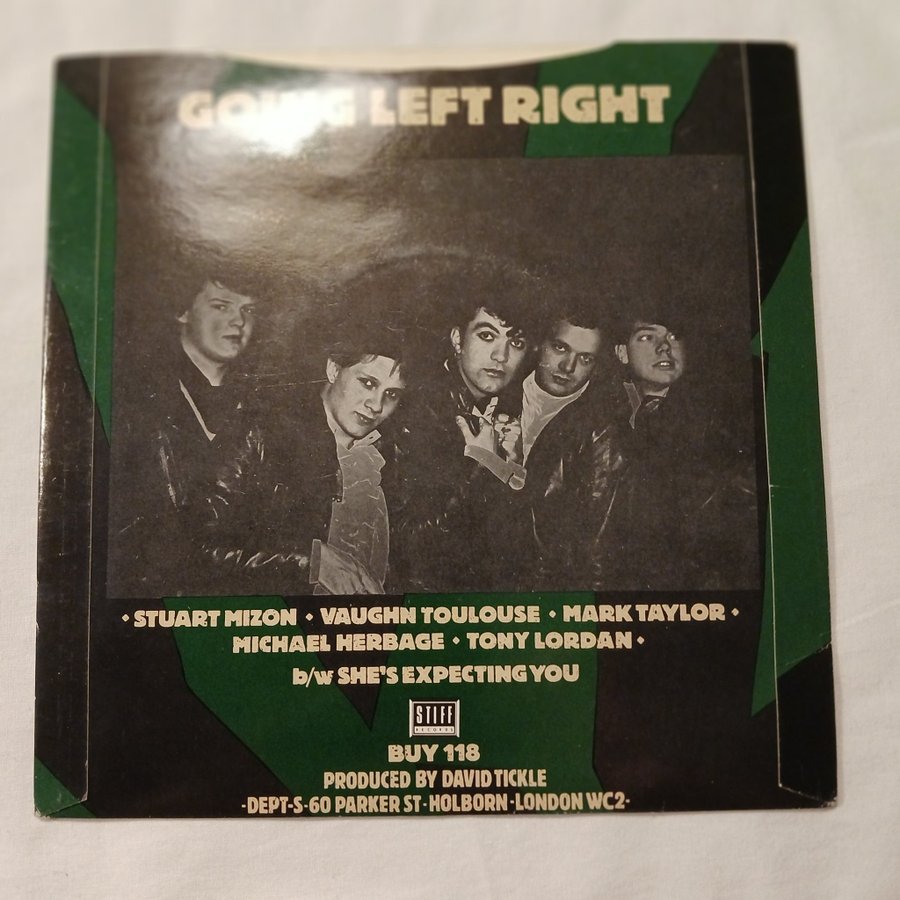 GOING LEFT RIGHT
• STUART MIZON • VAUGHN TOULOUSE • MARK TAYLOR •
MICHAEL HERBAGE • TONY LORDAN •
b/w SHE'S EXPECTING YOU
STIFF
RECORDS
BUY 118
PRODUCED BY DAVID TICKLE
-DEPT-S-60 PARKER ST-HOLBORN-LONDON WC2-